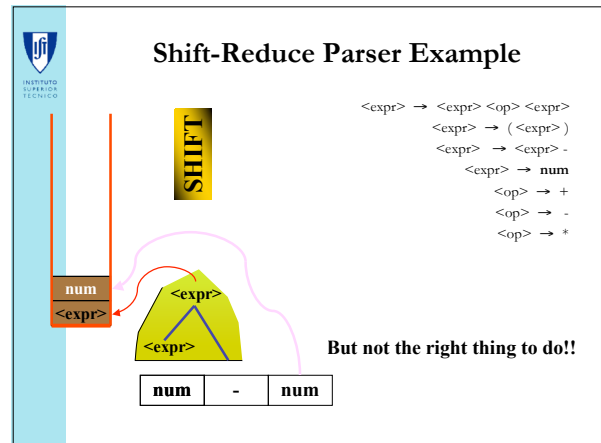 Shift-Reduce Parser Example
INSTITUTO
SUPERIOR
TÉCNICO
SHIFT
<expr> → <expr> <op> <expr>
<expr> → ( <expr> )
<expr> → <expr> -
<expr> → num
<op> → +
<op> → -
<op> → *
num
<expr>
<expr>
<expr>
But not the right thing to do!!
num - num